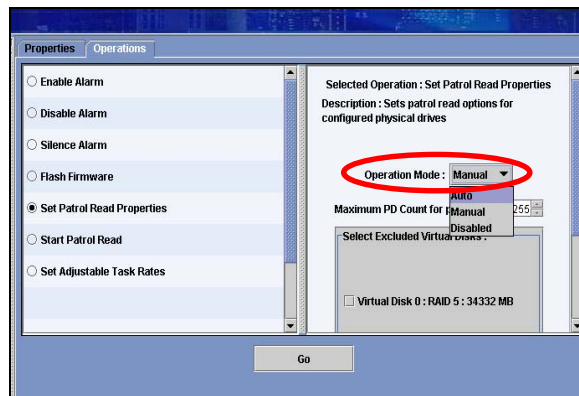 Properties
Operations
Enable Alarm
Disable Alarm
Silence Alarm
Flash Firmware
Set Patrol Read Properties
Start Patrol Read
Set Adjustable Task Rates
Selected Operation : Set Patrol Read Properties
Description : Sets patrol read options for
configured physical drives
Operation Mode : Manual
Auto
Manual
Disabled
Maximum PD Count for 255
Select Excluded Virtual Disks :
Virtual Disk 0 : RAID 5 : 34332 MB
Go